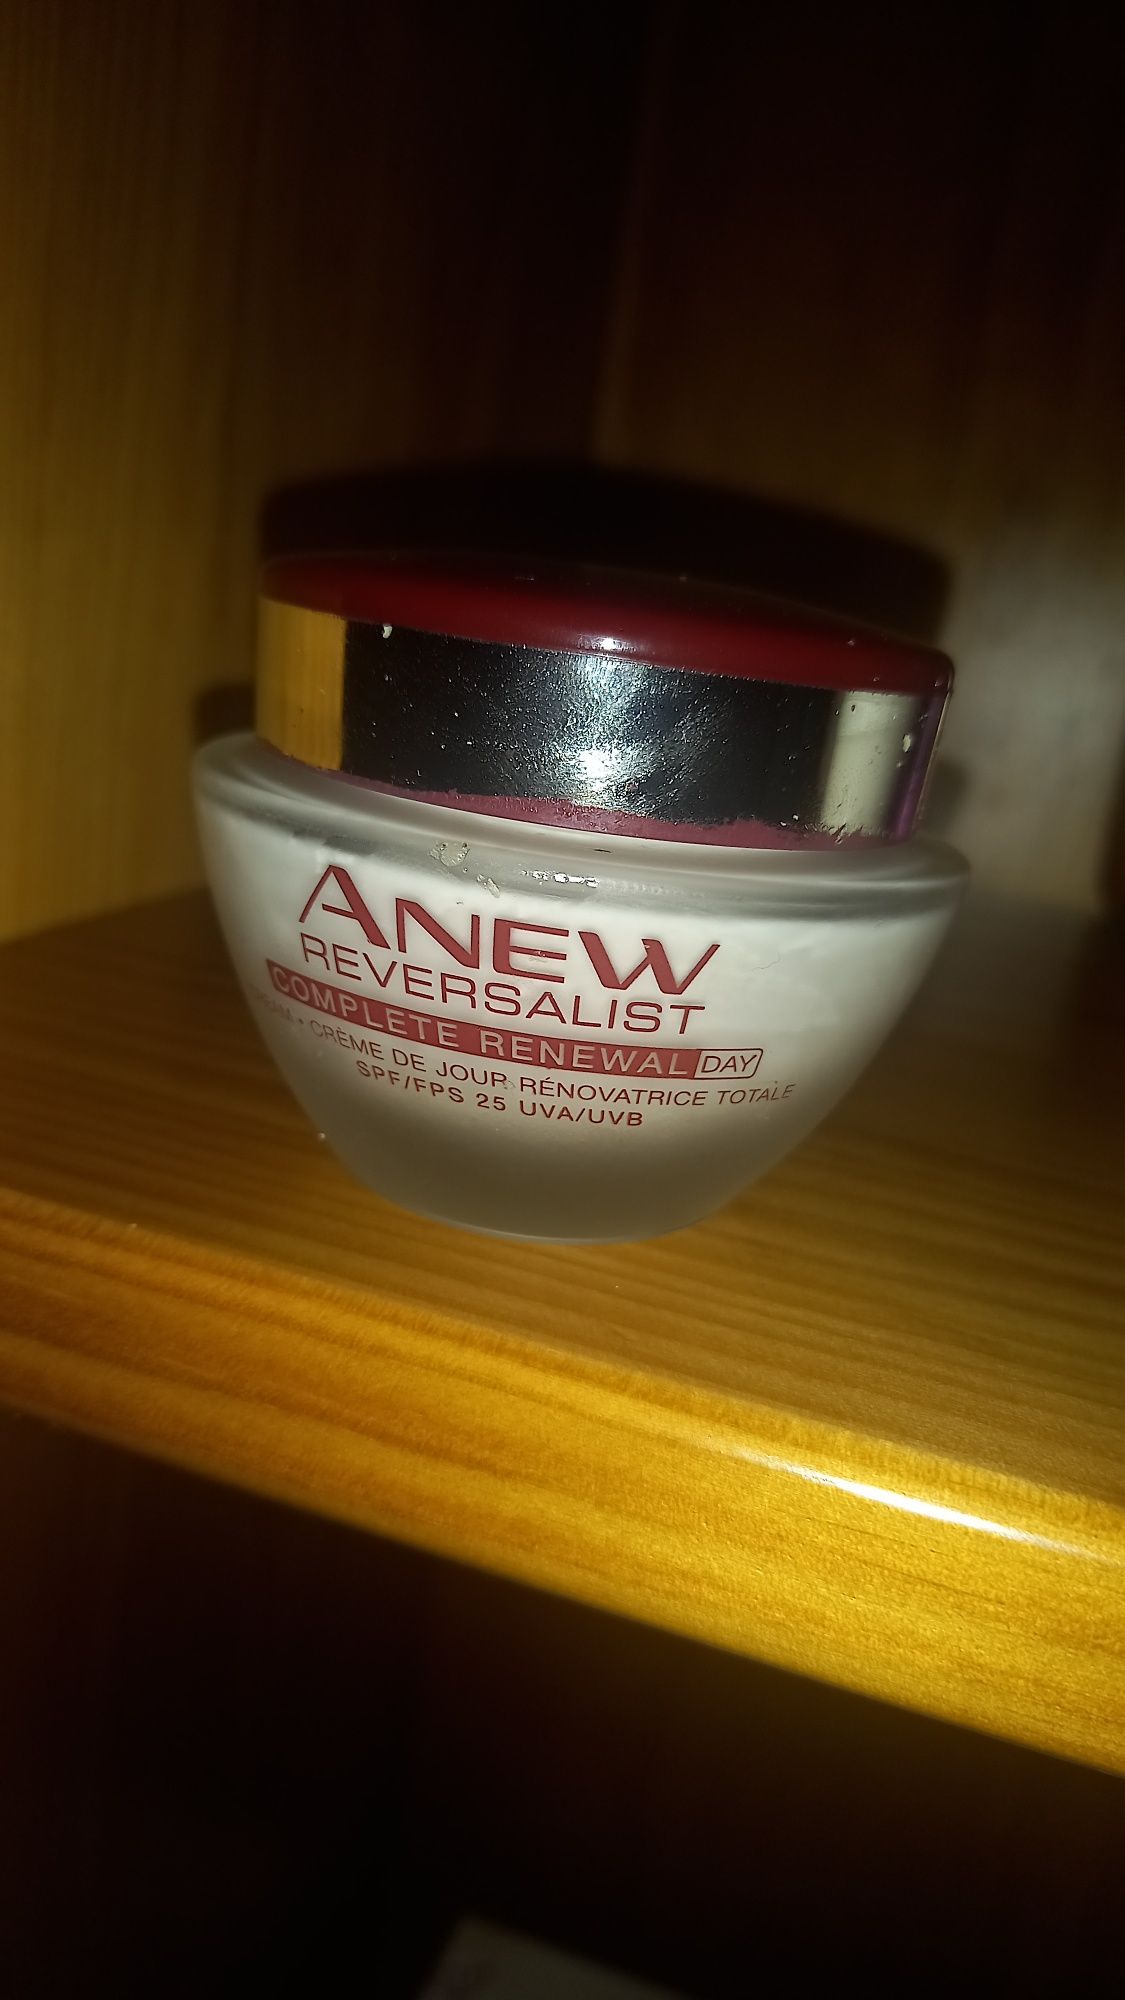 ANEW
REVERSALIST
COMPLETE RENEWAL DAY
CRÈME DE JOUR RÉNOVATRICE TOTALE
SPF/FPS 25 UVA/UVB